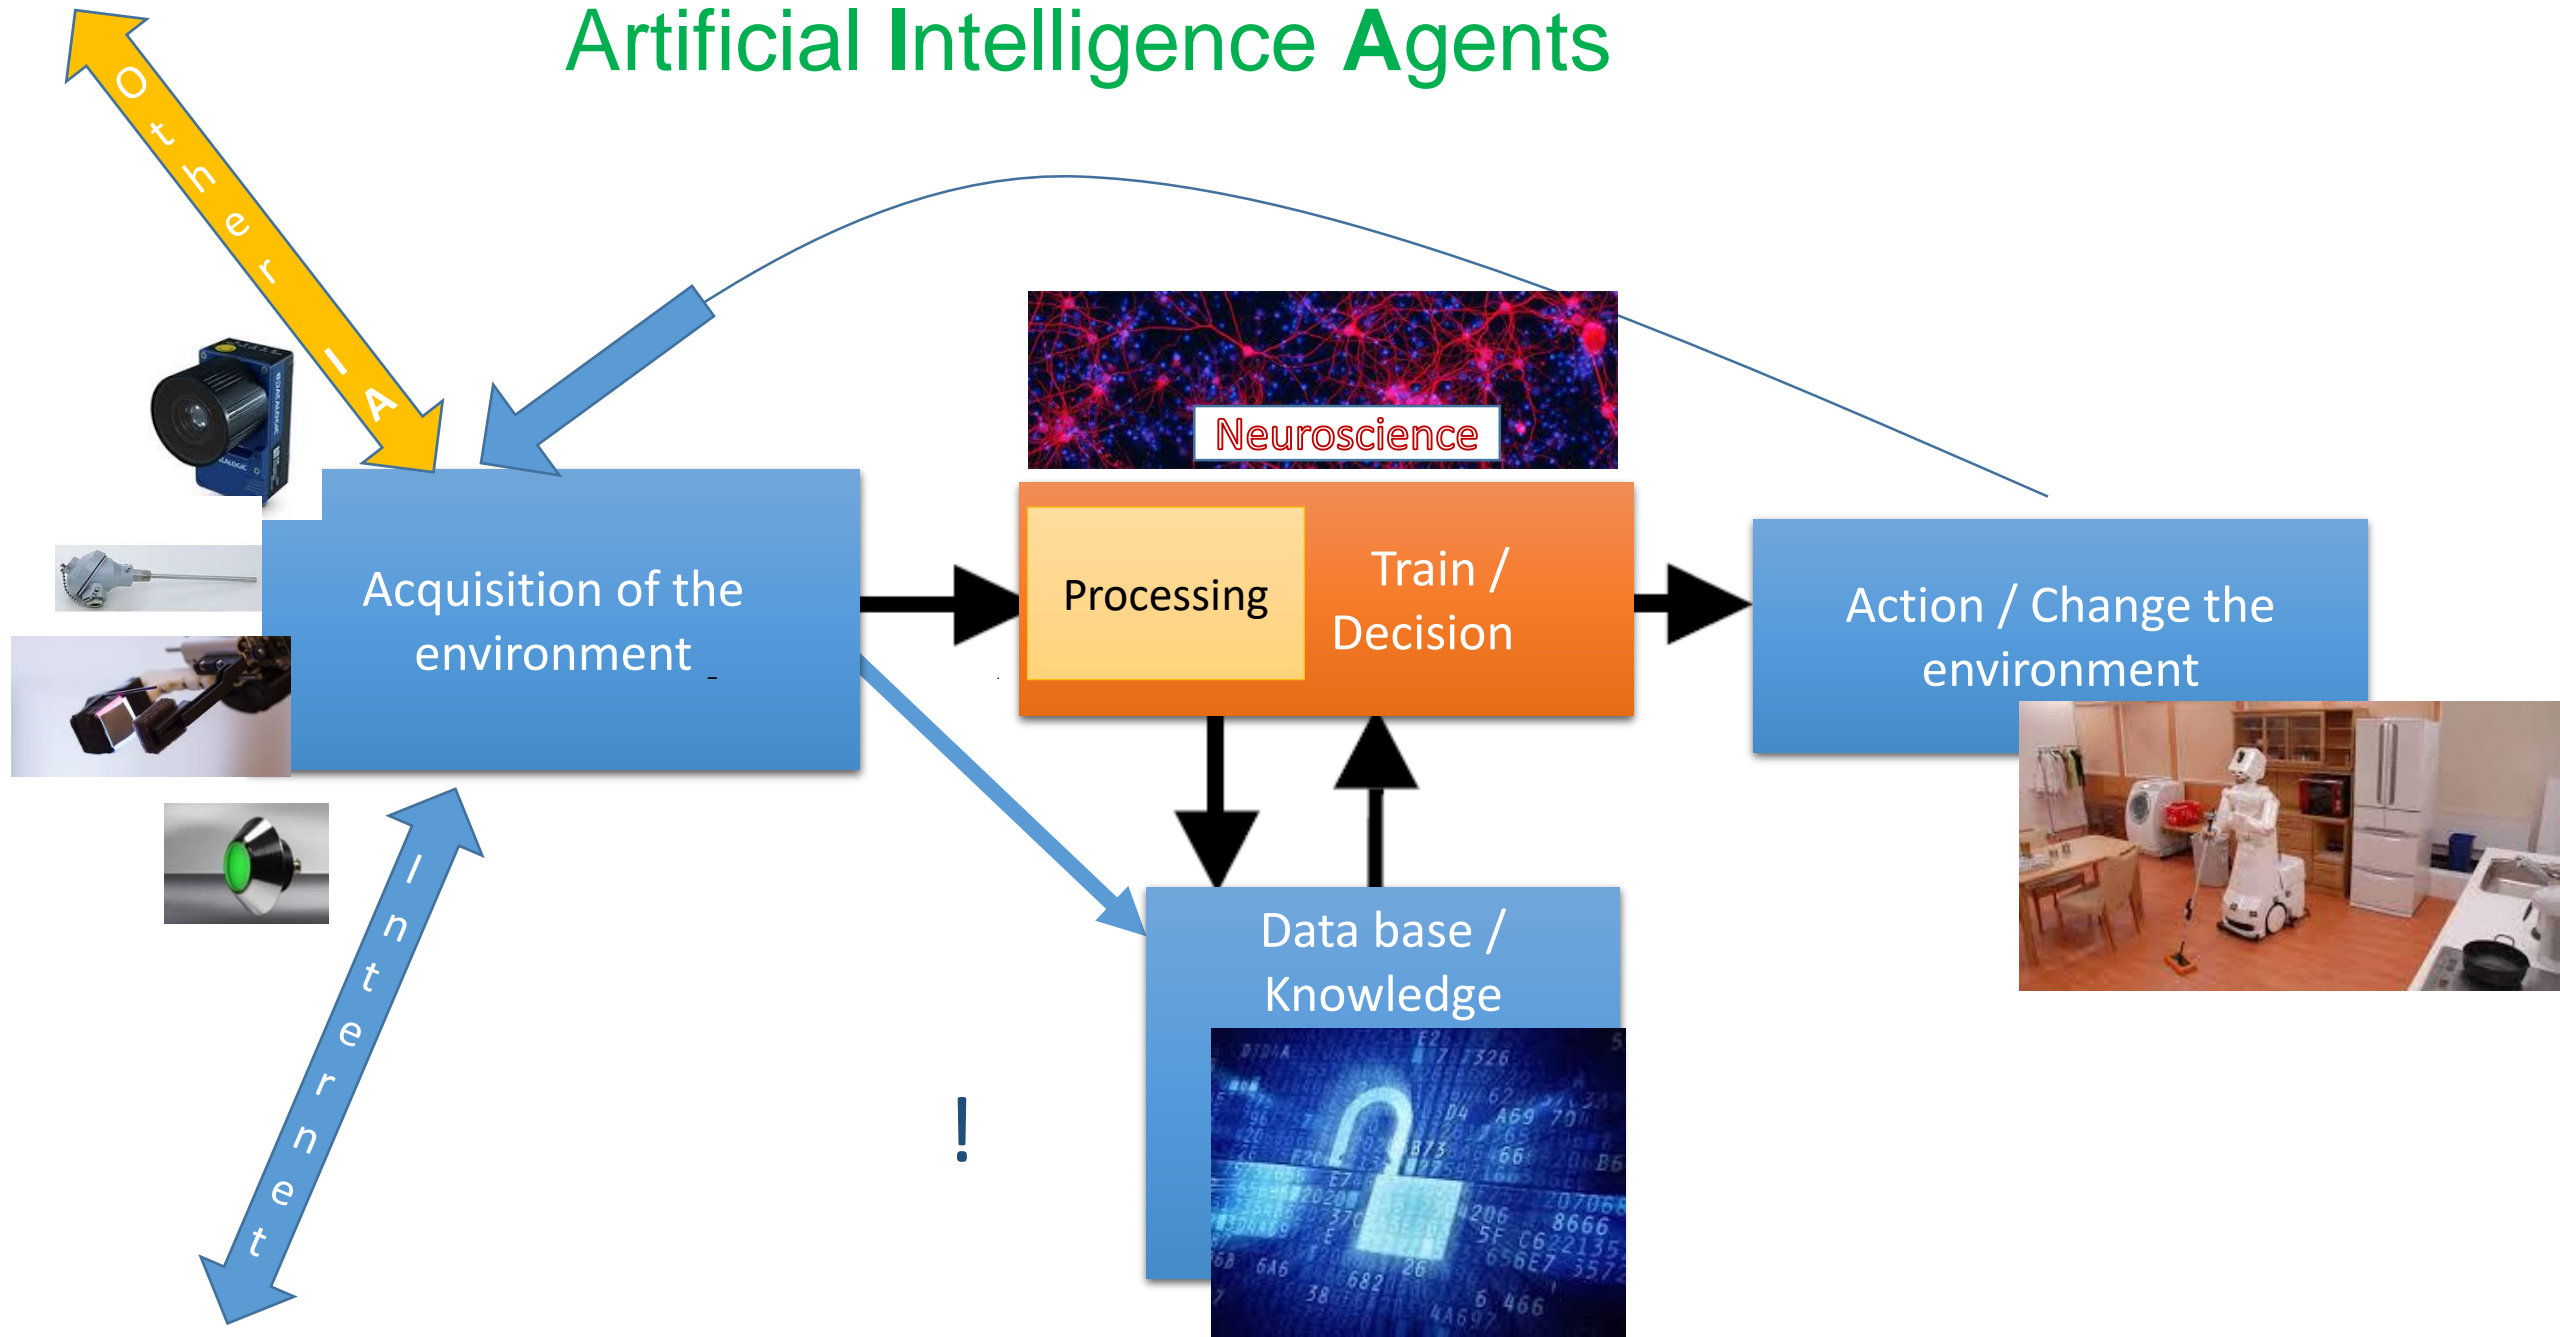 Artificial Intelligence Agents
Other IA
Neuroscience
DATALOGIC
Acquisition of the
environment
Processing
Train /
Decision
Action / Change the
environment
Internet
Data base /
Knowledge
!